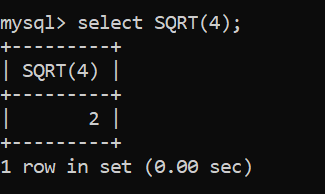 mysql> select SQRT(4);
+---------+
| SQRT(4) |
+---------+
|       2 |
+---------+
1 row in set (0.00 sec)